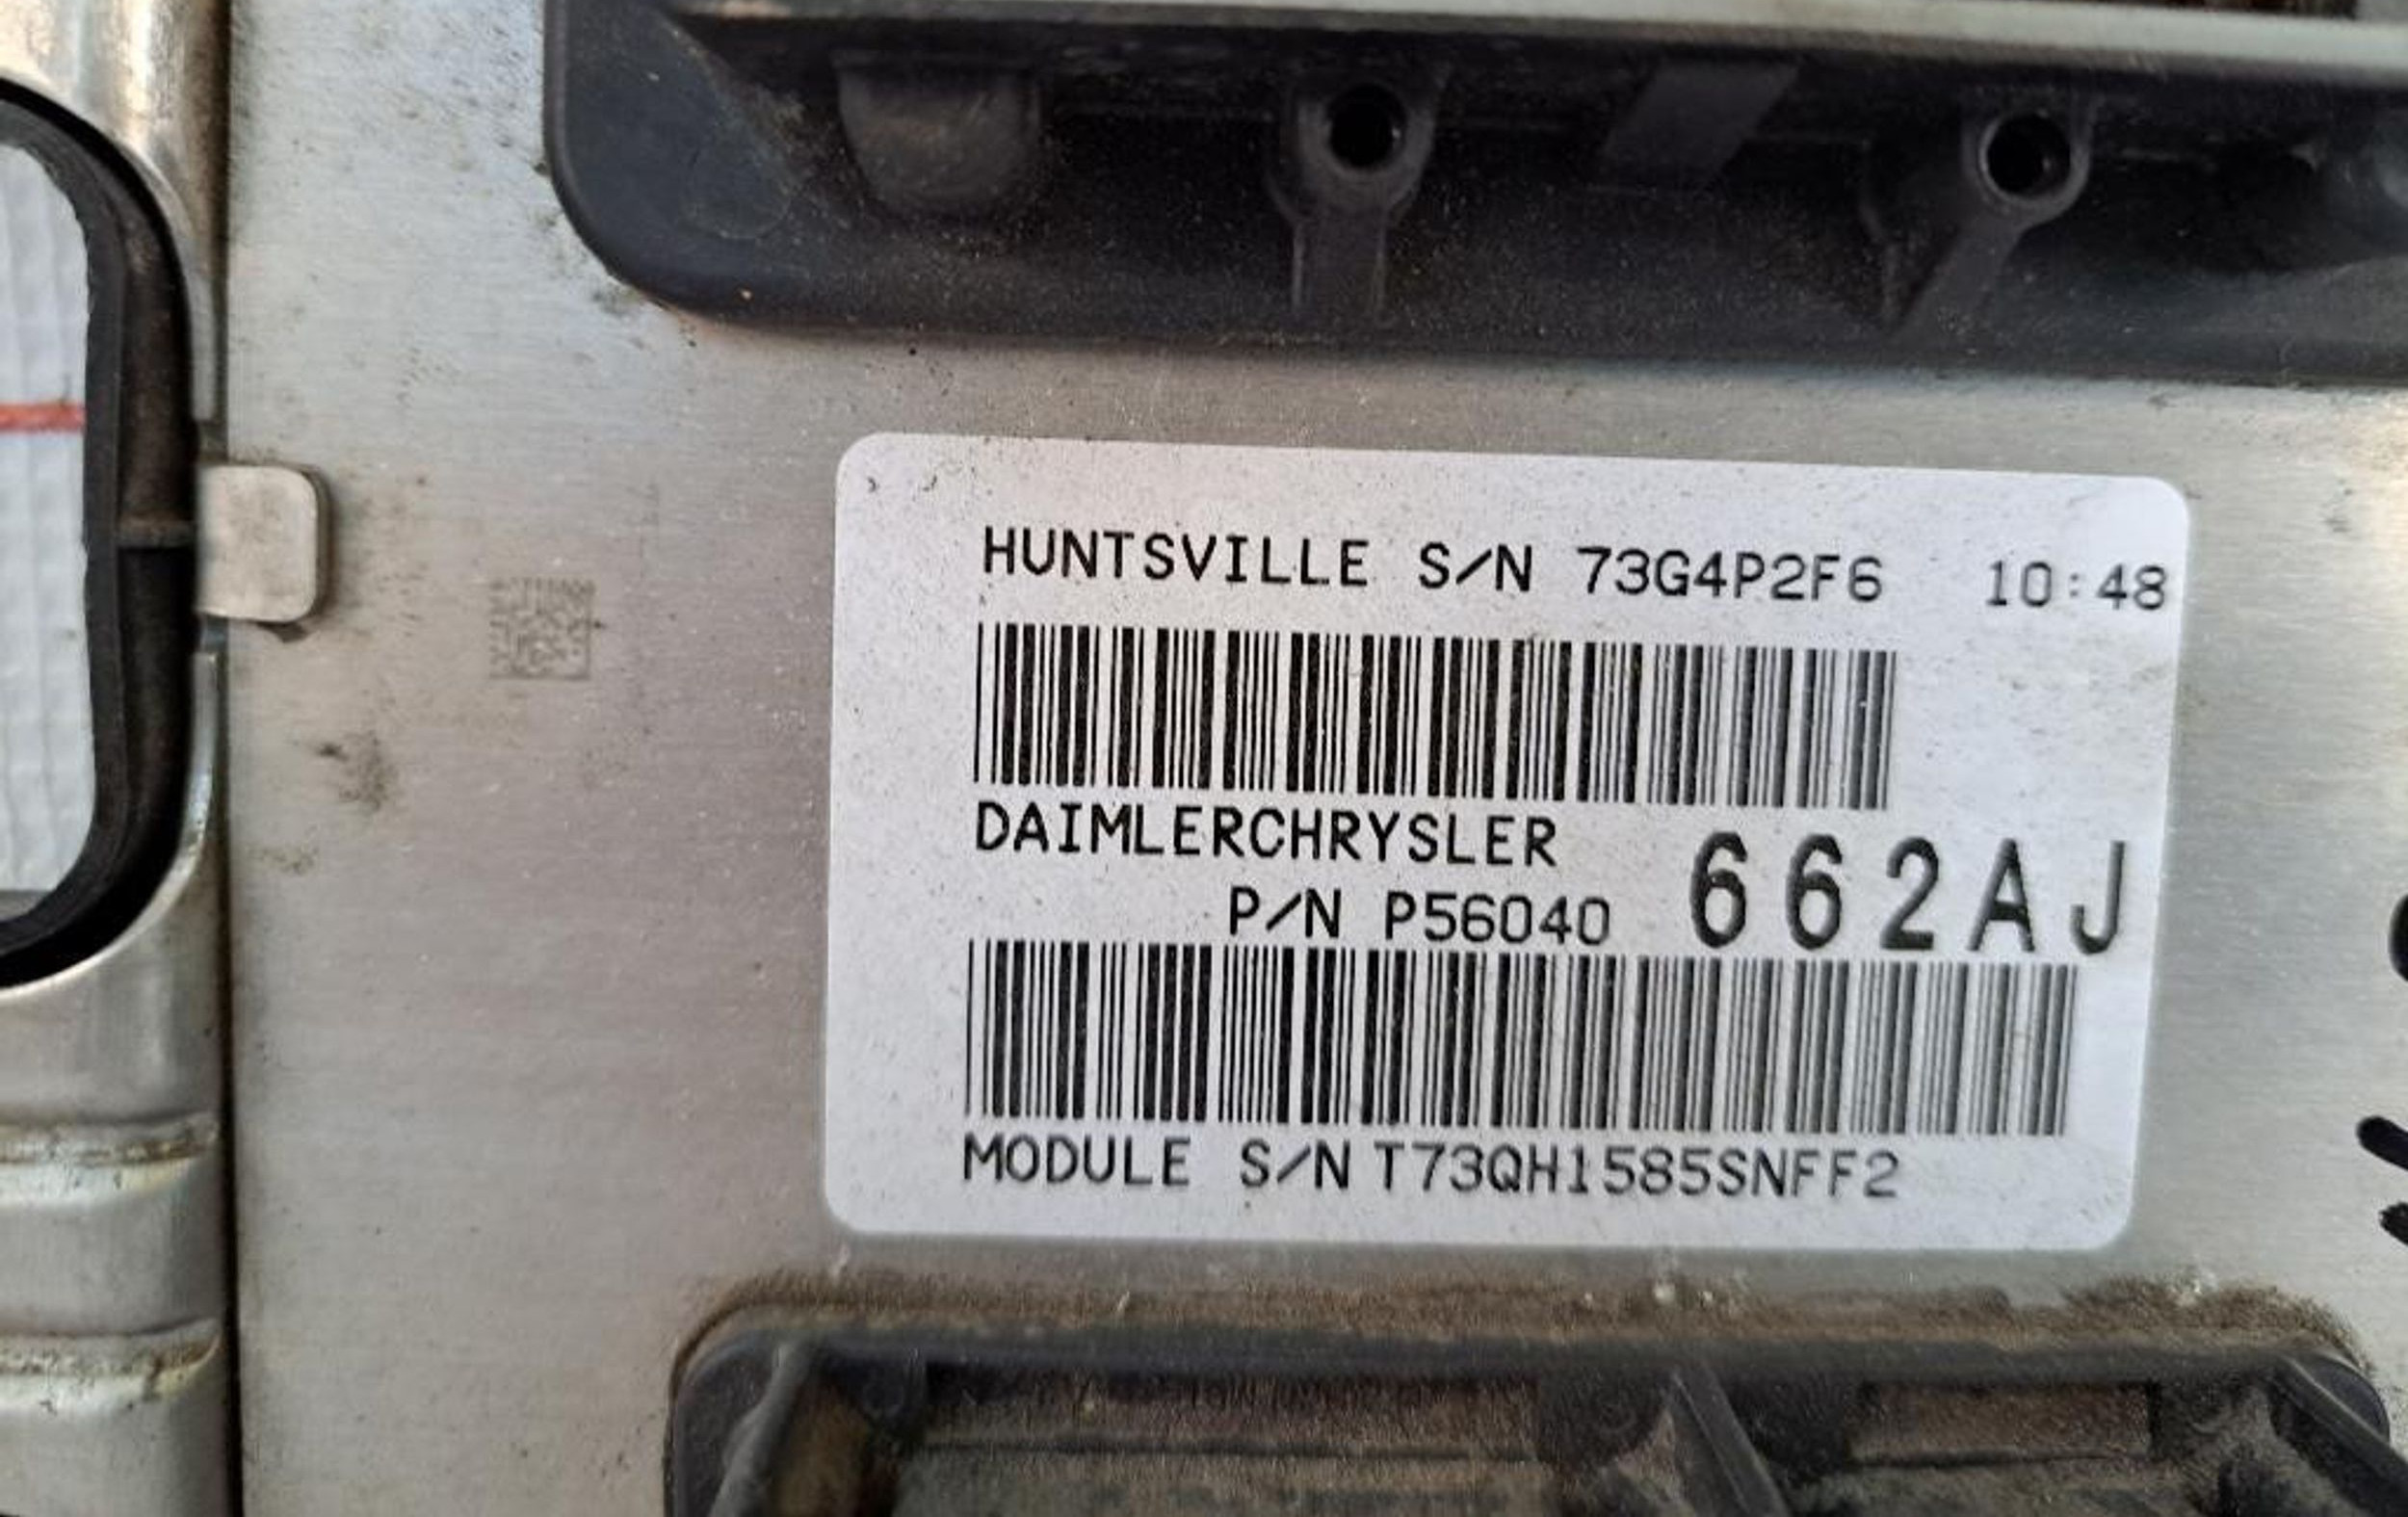 HUNTSVILLE S/N 73G4P2F6 10:48
DAIMLERCHRYSLER
P/N P56040 662AJ
MODULE S/N T73QH1585SNFF2